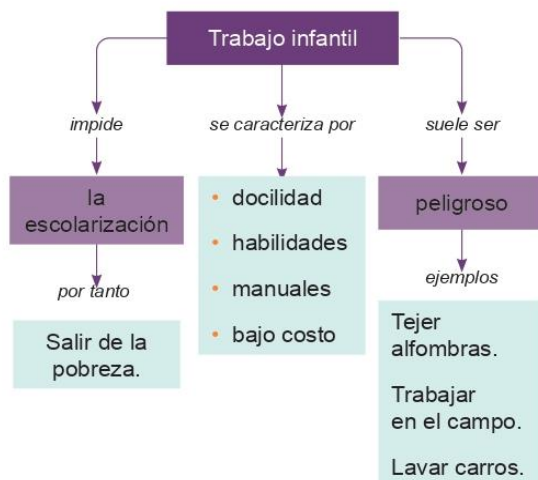 Trabajo infantil
impide
se caracteriza por
suele ser
la
escolarización
• docilidad
• habilidades
• manuales
• bajo costo
peligroso
por tanto
ejemplos
Salir de la
pobreza.
Tejer
alfombras.
Trabajar
en el campo.
Lavar carros.